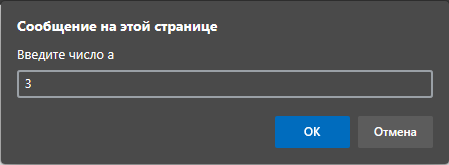 Сообщение на этой странице
Введите число а
3
OK Отмена